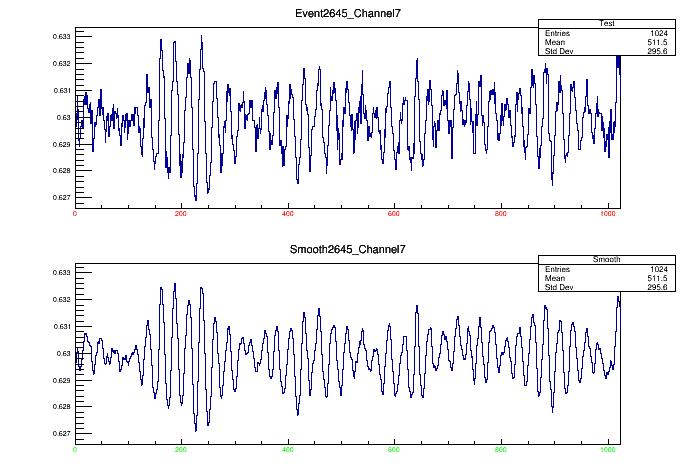 Event2645_Channel7
Test
Entries 1024
Mean 511.5
Std Dev 295.6
0.633
0.632
0.631
0.63
0.629
0.628
0.627
0 200 400 600 800 1000
Smooth2645_Channel7
Smooth
Entries 1024
Mean 511.5
Std Dev 295.6
0.633
0.632
0.631
0.63
0.629
0.628
0.627
0 200 400 600 800 1000